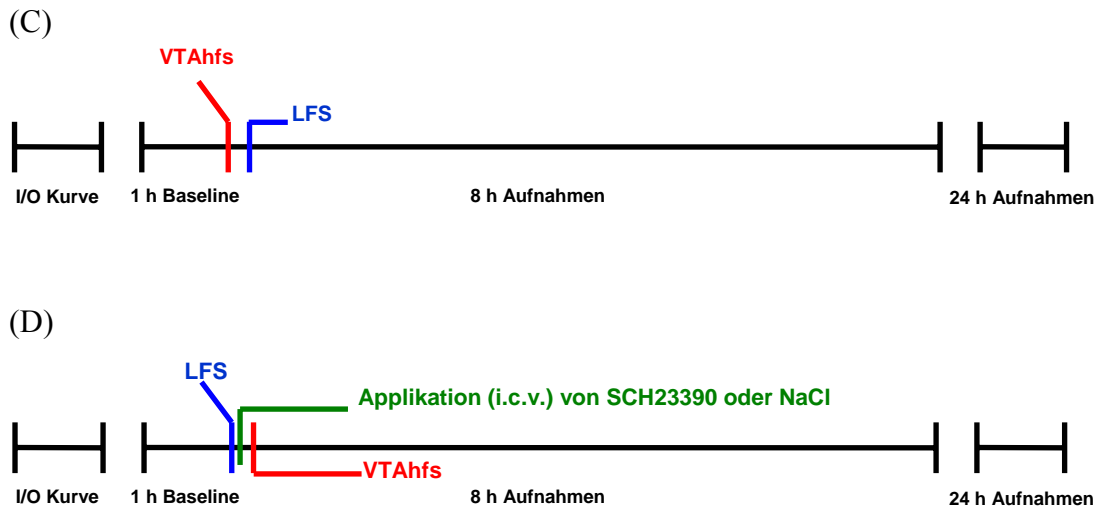 (C)
VTAhfs
LFS
I/O Kurve 1 h Baseline 8 h Aufnahmen 24 h Aufnahmen
(D)
LFS
Applikation (i.c.v.) von SCH23390 oder NaCl
VTAhfs
I/O Kurve 1 h Baseline 8 h Aufnahmen 24 h Aufnahmen